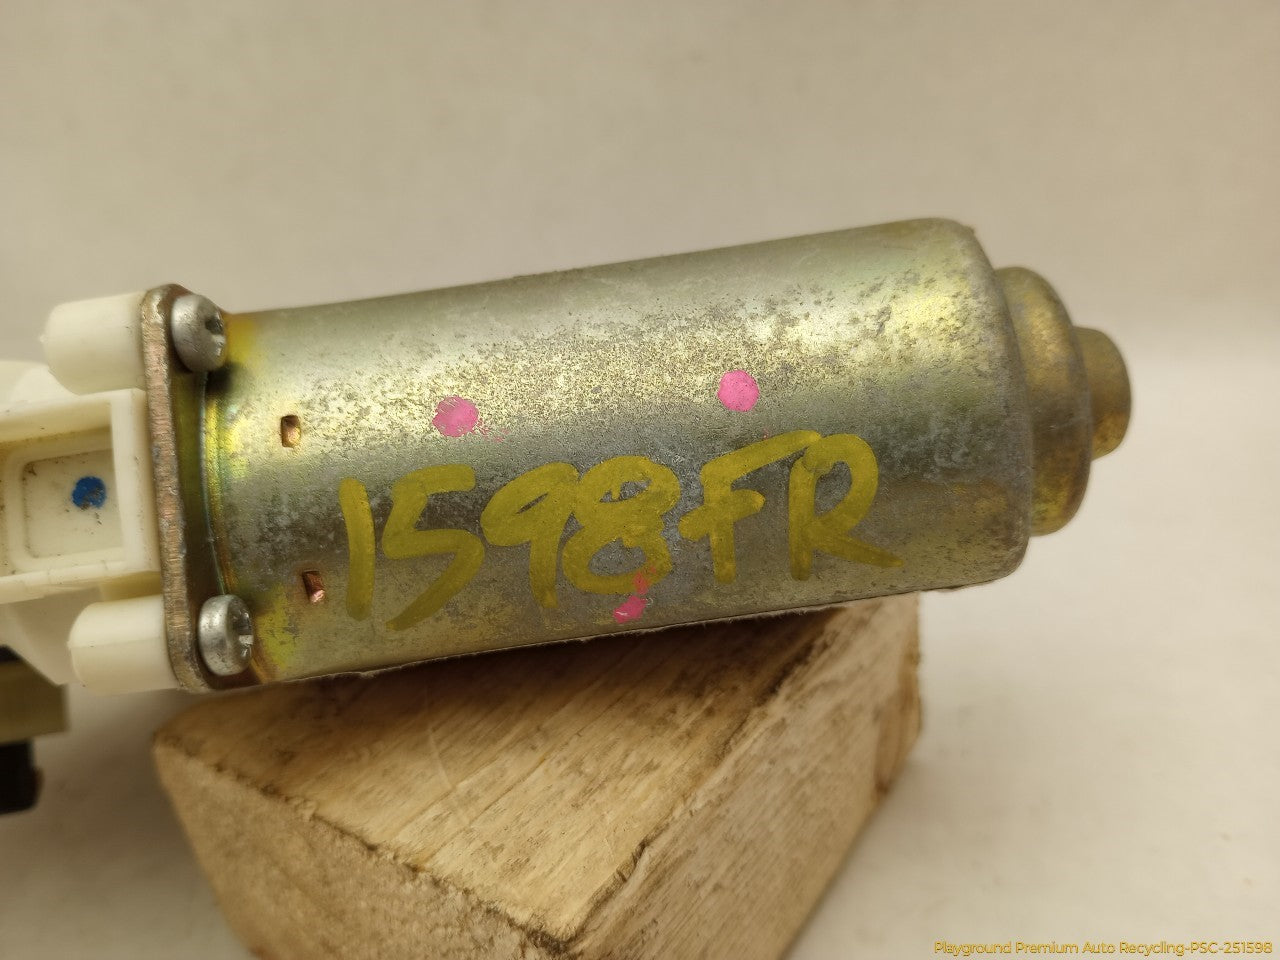 1598FR
Playground Premium Auto Recycling-PSC-251598